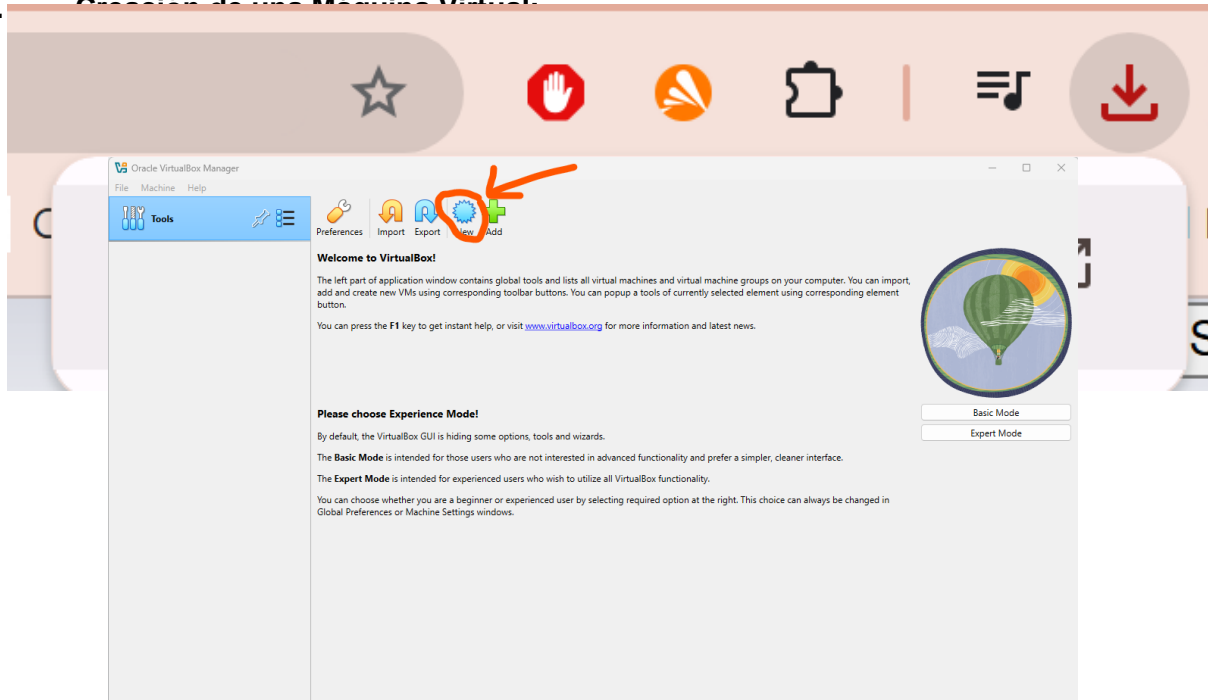 Creacion de una Máquina Virtual:
Oracle VirtualBox Manager
File Machine Help
Tools
Preferences Import Export New Add
Welcome to VirtualBox!
The left part of application window contains global tools and lists all virtual machines and virtual machine groups on your computer. You can import,
add and create new VMs using corresponding toolbar buttons. You can popup a tools of currently selected element using corresponding element
button.
You can press the F1 key to get instant help, or visit www.virtualbox.org for more information and latest news.
Please choose Experience Mode!
Basic Mode
By default, the VirtualBox GUI is hiding some options, tools and wizards.
Expert Mode
The Basic Mode is intended for those users who are not interested in advanced functionality and prefer a simpler, cleaner interface.
The Expert Mode is intended for experienced users who wish to utilize all VirtualBox functionality.
You can choose whether you are a beginner or experienced user by selecting required option at the right. This choice can always be changed in
Global Preferences or Machine Settings windows.